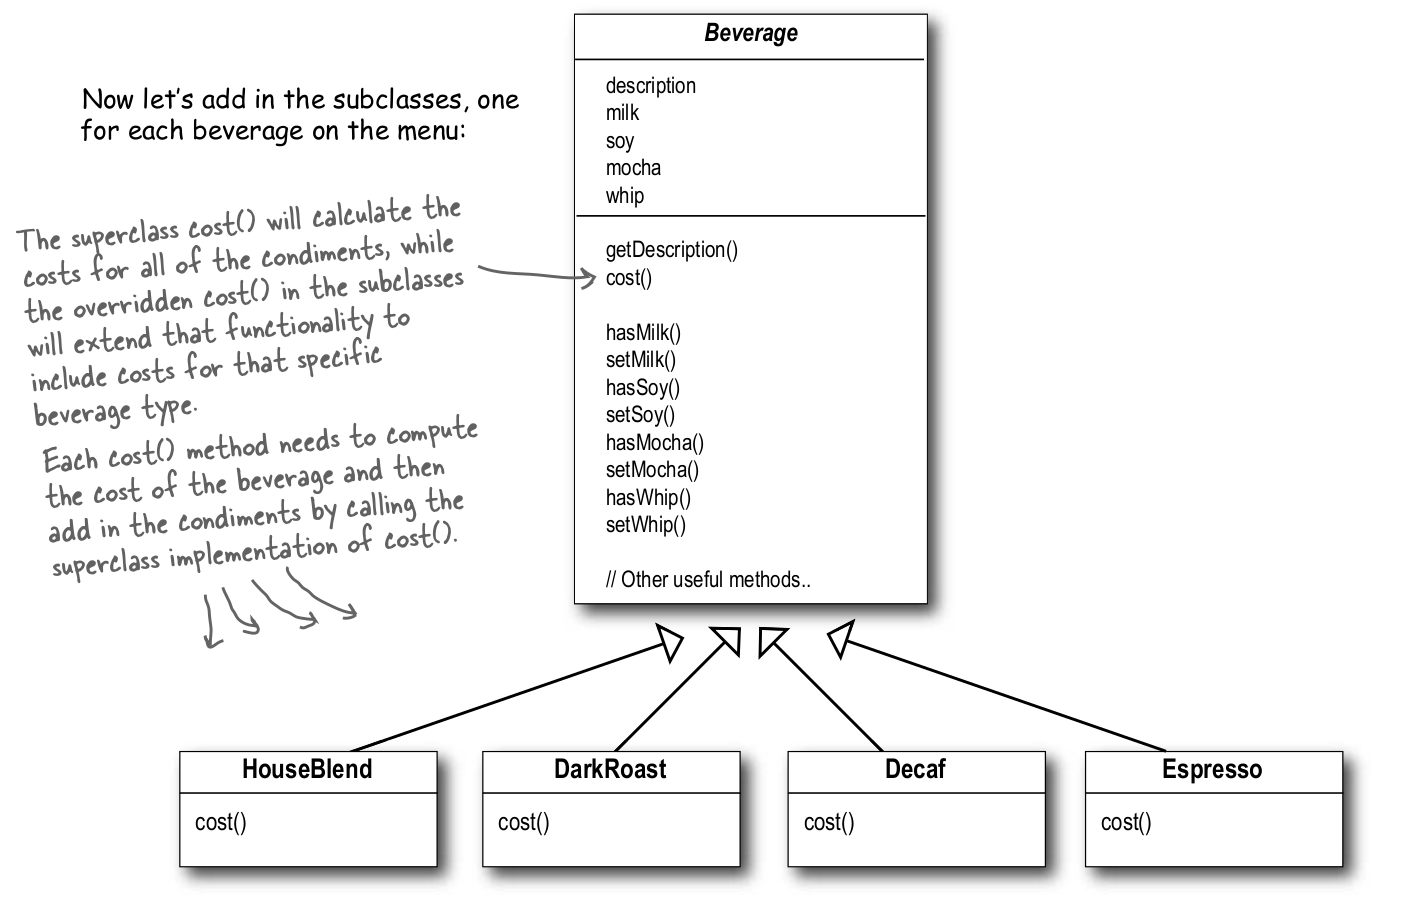 Beverage
Now let's add in the subclasses, one
for each beverage on the menu:
description
milk
soy
mocha
whip
The superclass cost() will calculate the
costs for all of the condiments, while
the overridden cost() in the subclasses
will extend that functionality to
include costs for that specific
beverage type.
getDescription()
cost()
hasMilk()
setMilk()
hasSoy()
setSoy()
hasMocha()
setMocha()
hasWhip()
setWhip()
// Other useful methods..
Each cost() method needs to compute
the cost of the beverage and then
add in the condiments by calling the
superclass implementation of cost().
HouseBlend
cost()
DarkRoast
cost()
Decaf
cost()
Espresso
cost()